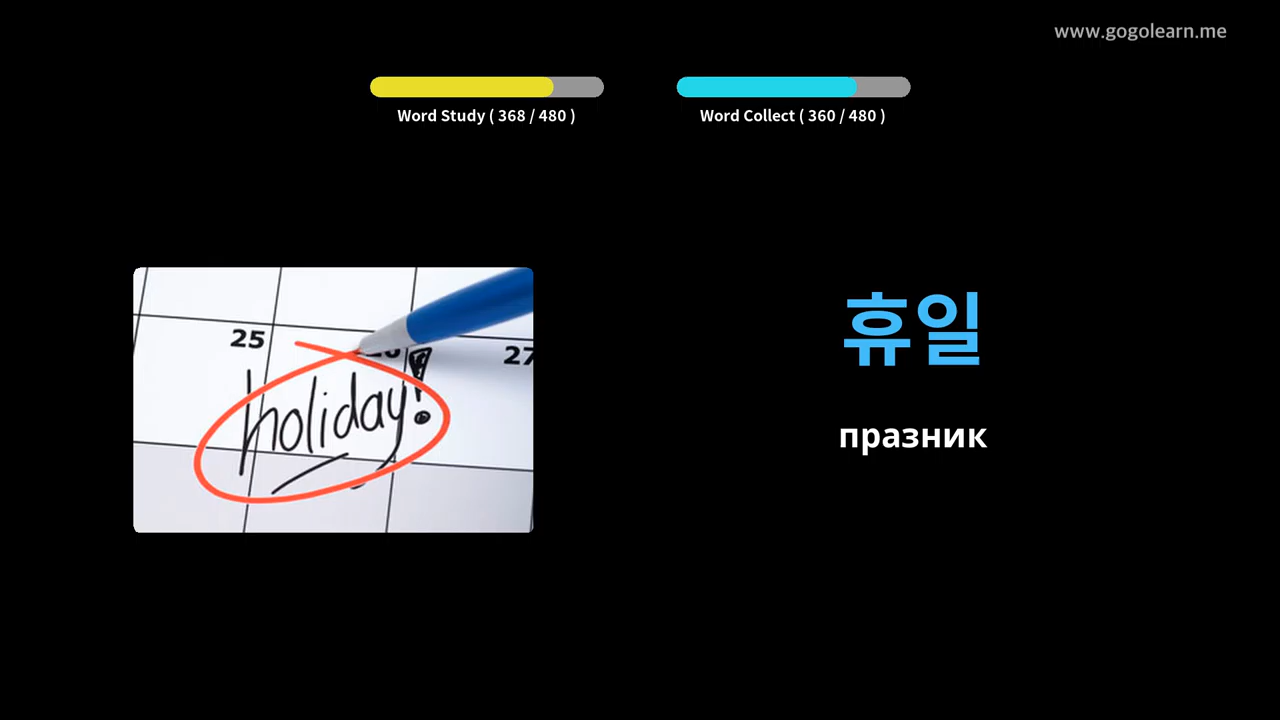 www.gogolearn.me
Word Study ( 368 / 480 )
Word Collect ( 360 / 480 )
25
27
holiday!
휴일
празник